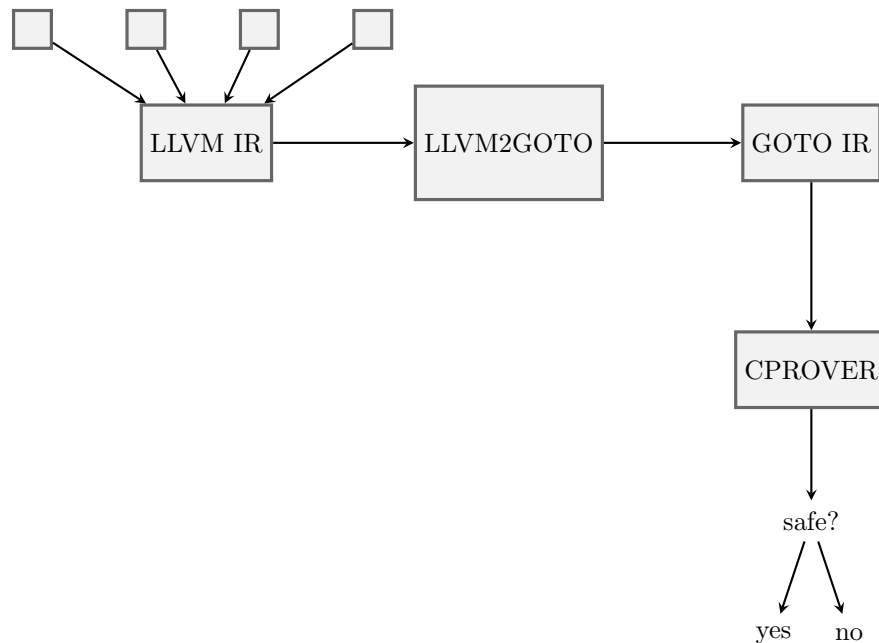 LLVM IR
LLVM2GOTO
GOTO IR
CPROVER
safe?
yes
no